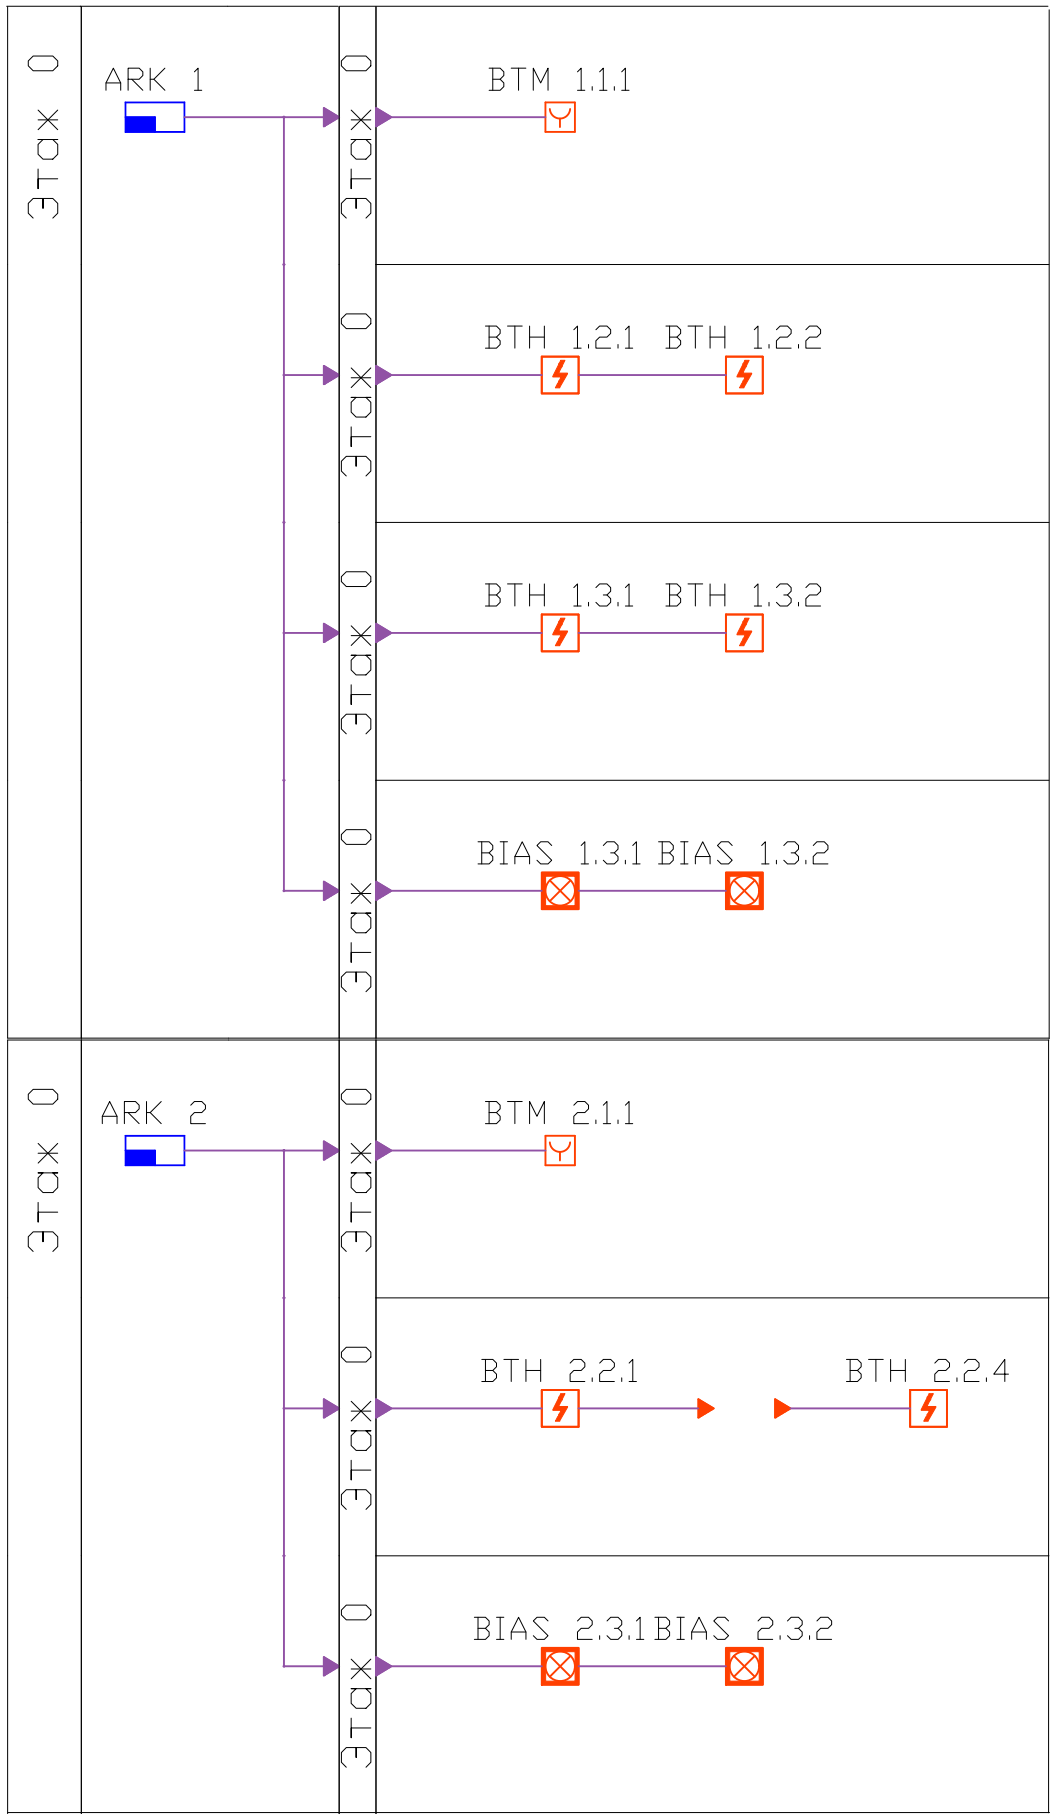 Этаж 0
ARK 1
Этаж 0
BTM 1.1.1
Этаж 0
BTH 1.2.1
BTH 1.2.2
Этаж 0
BTH 1.3.1
BTH 1.3.2
Этаж 0
BIAS 1.3.1
BIAS 1.3.2
Этаж 0
ARK 2
Этаж 0
BTM 2.1.1
Этаж 0
BTH 2.2.1
BTH 2.2.4
Этаж 0
BIAS 2.3.1
BIAS 2.3.2